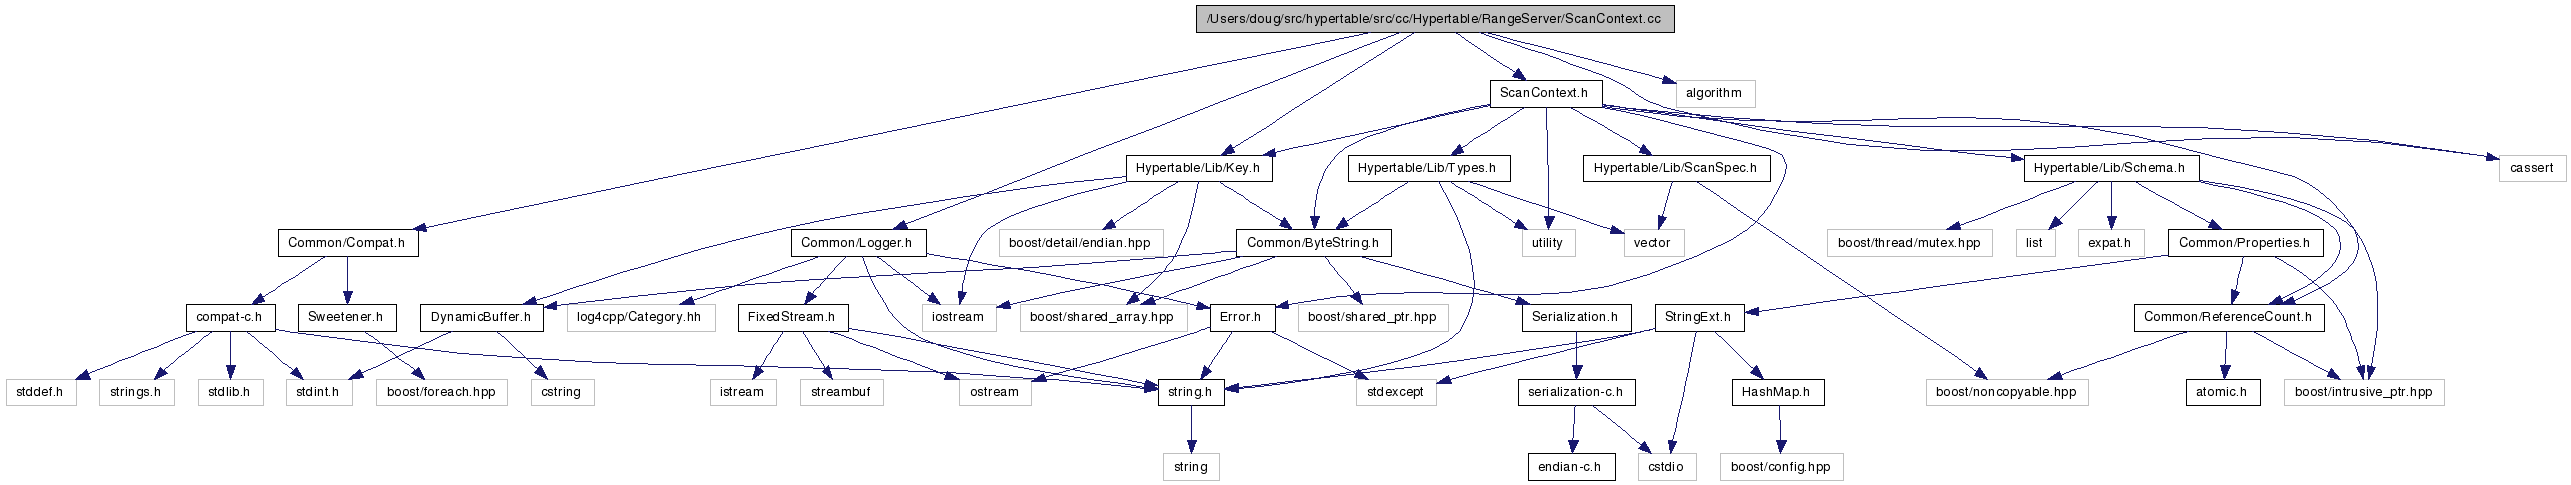 /Users/doug/src/hypertable/src/cc/Hypertable/RangeServer/ScanContext.cc
ScanContext.h
algorithm
Hypertable/Lib/Key.h
Hypertable/Lib/Types.h
Hypertable/Lib/ScanSpec.h
Hypertable/Lib/Schema.h
cassert
Common/Compat.h
Common/Logger.h
boost/detail/endian.hpp
Common/ByteString.h
utility
vector
boost/thread/mutex.hpp
list
expat.h
Common/Properties.h
compat-c.h
Sweetener.h
DynamicBuffer.h
log4cpp/Category.hh
FixedStream.h
iostream
boost/shared_array.hpp
Error.h
boost/shared_ptr.hpp
Serialization.h
StringExt.h
Common/ReferenceCount.h
stddef.h
strings.h
stdlib.h
stdint.h
boost/foreach.hpp
cstring
istream
streambuf
ostream
string.h
stdexcept
serialization-c.h
HashMap.h
boost/noncopyable.hpp
atomic.h
boost/intrusive_ptr.hpp
string
endian-c.h
cstdio
boost/config.hpp